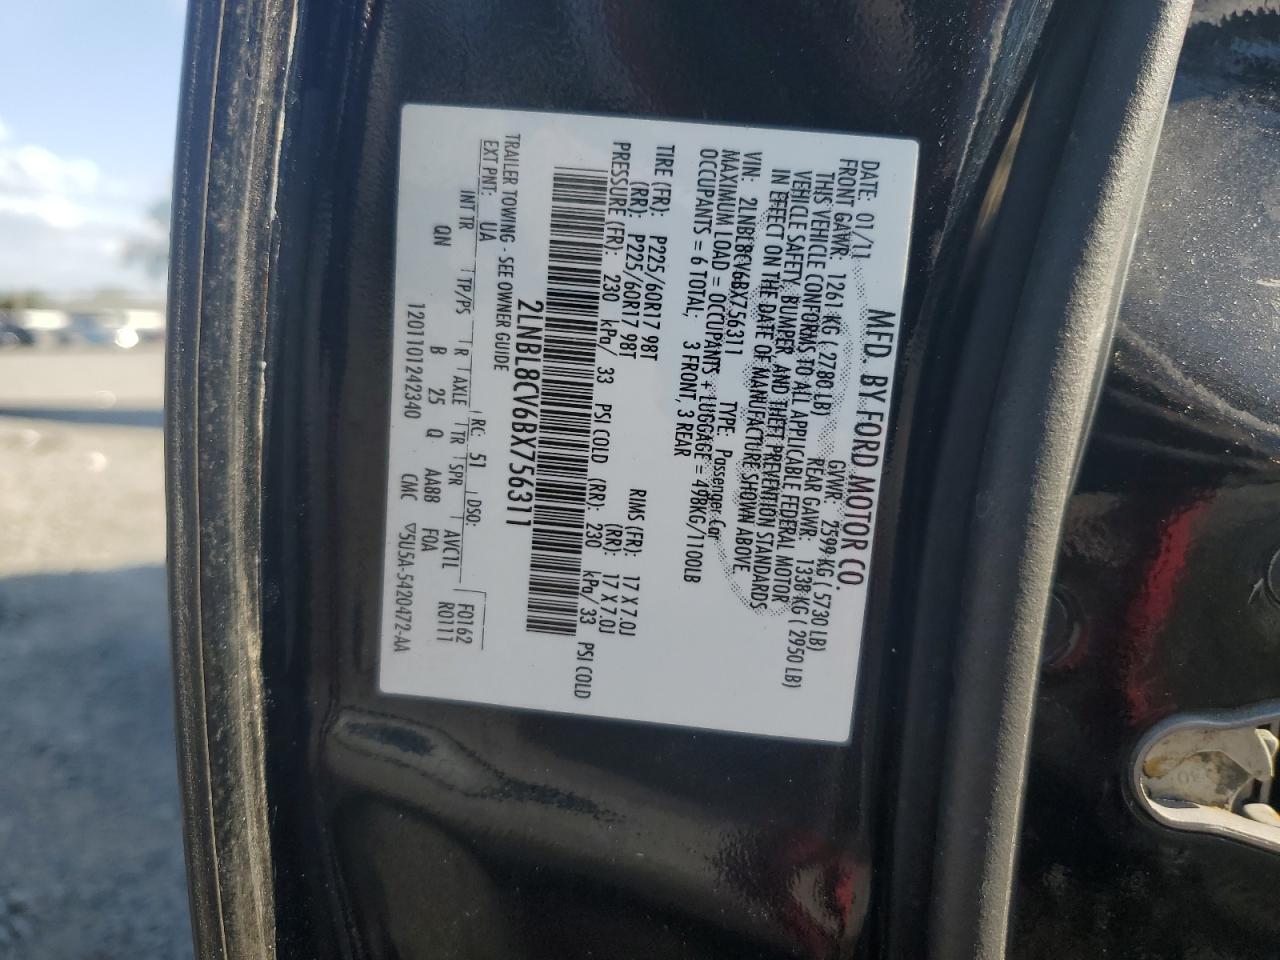 MFD. BY FORD MOTOR CO.
DATE: 01/11 GVWR: 2599 KG ( 5730 LB)
FRONT GAWR: 1261 KG ( 2780 LB) REAR GAWR: 1338 KG ( 2950 LB)
THIS VEHICLE CONFORMS TO ALL APPLICABLE FEDERAL MOTOR
VEHICLE SAFETY, BUMPER, AND THEFT PREVENTION STANDARDS
IN EFFECT ON THE DATE OF MANUFACTURE SHOWN ABOVE.
VIN: 2LNBL8CV6BX756311 TYPE: Passenger Car
MAXIMUM LOAD = OCCUPANTS + LUGGAGE = 498KG/1100LB
OCCUPANTS = 6 TOTAL, 3 FRONT, 3 REAR
TIRE (FR): P225/60R17 98T RIMS (FR): 17 X 7.0J
(RR): P225/60R17 98T (RR): 17 X 7.0J
PRESSURE (FR): 230 kPa/ 33 PSI COLD (RR): 230 kPa/ 33 PSI COLD
2LNBL8CV6BX756311
TRAILER TOWING - SEE OWNER GUIDE
EXT PNT: UA RC: 51 DSO: F0162
INT TR TP/PS R AXLE TR SPR AVCTL R0111
QN B 25 Q AA88 F0A
120110124 2340 CMC ▽5U5A-5420472-AA
30